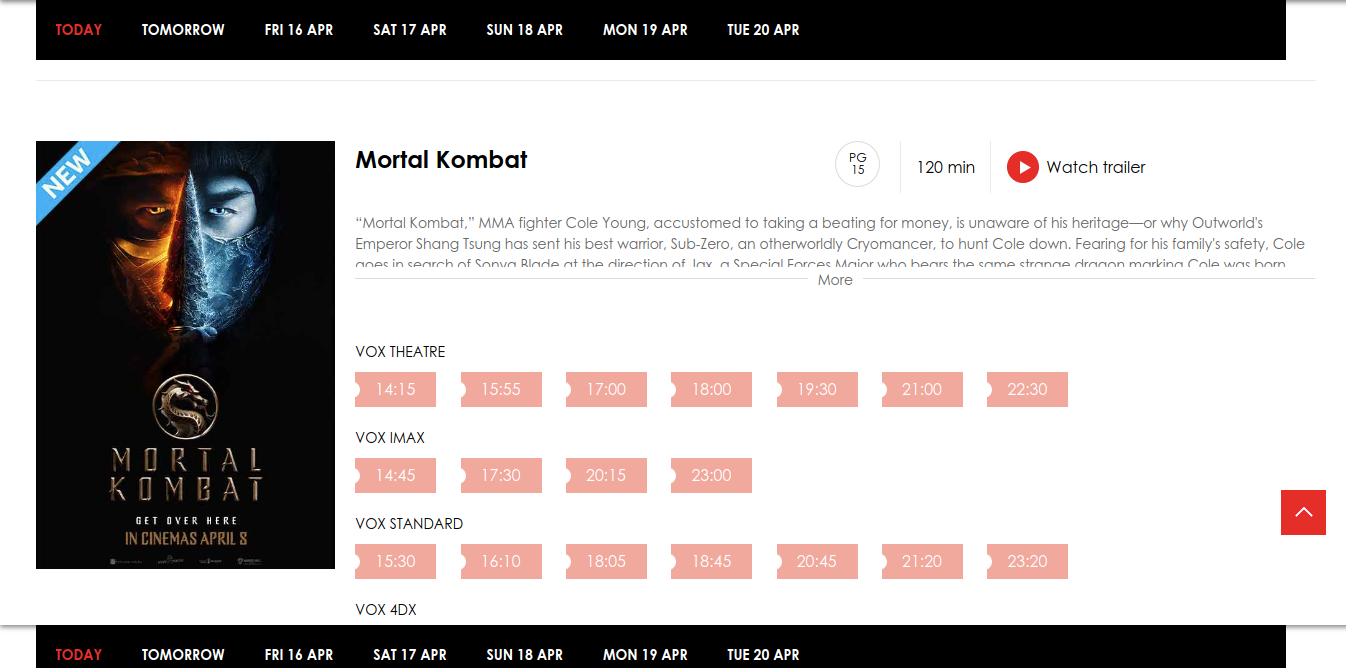 TODAY TOMORROW FRI 16 APR SAT 17 APR SUN 18 APR MON 19 APR TUE 20 APR
NEW
Mortal Kombat
PG
15
120 min
Watch trailer
“Mortal Kombat,” MMA fighter Cole Young, accustomed to taking a beating for money, is unaware of his heritage—or why Outworld's
Emperor Shang Tsung has sent his best warrior, Sub-Zero, an otherworldly Cryomancer, to hunt Cole down. Fearing for his family's safety, Cole
goes in search of Sonya Blade at the direction of Jax, a Special Forces Major who bears the same strange dragon marking Cole was born
More
MORTAL
KOMBAT
GET OVER HERE
IN CINEMAS APRIL 8
VOX THEATRE
14:15 15:55 17:00 18:00 19:30 21:00 22:30
VOX IMAX
14:45 17:30 20:15 23:00
VOX STANDARD
15:30 16:10 18:05 18:45 20:45 21:20 23:20
VOX 4DX
TODAY TOMORROW FRI 16 APR SAT 17 APR SUN 18 APR MON 19 APR TUE 20 APR